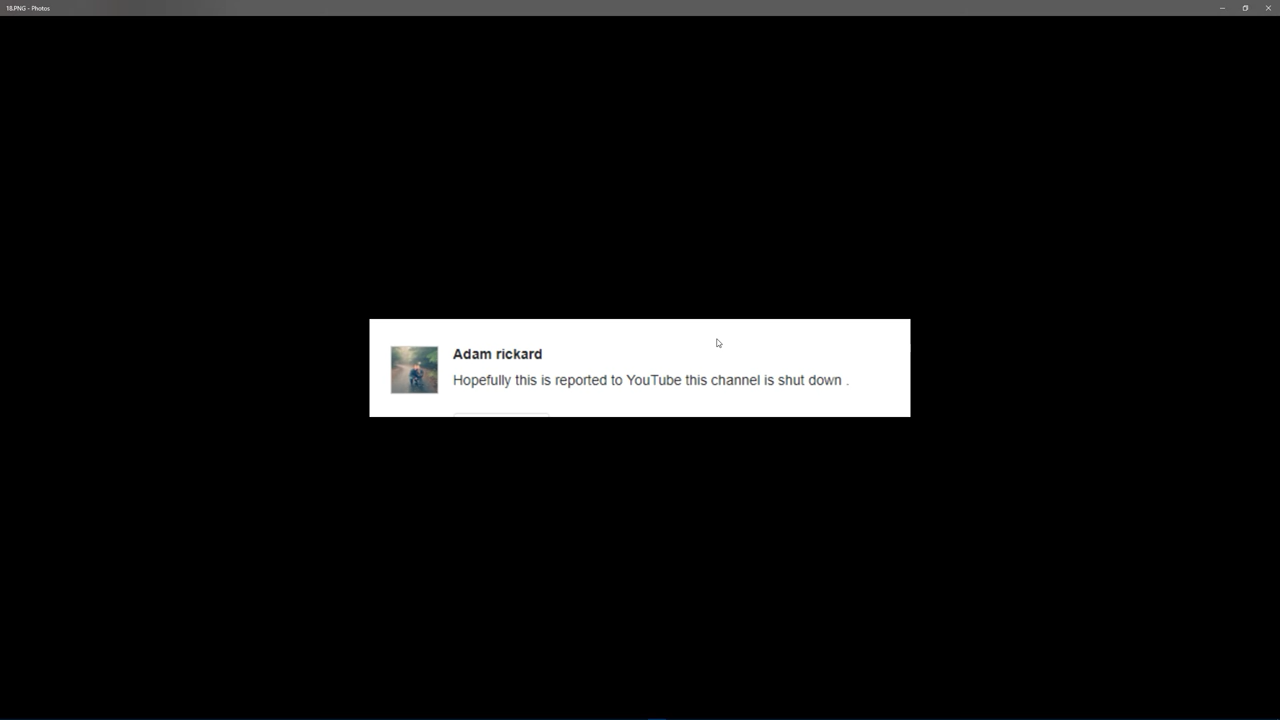 18.PNG - Photos
Adam rickard
Hopefully this is reported to YouTube this channel is shut down .